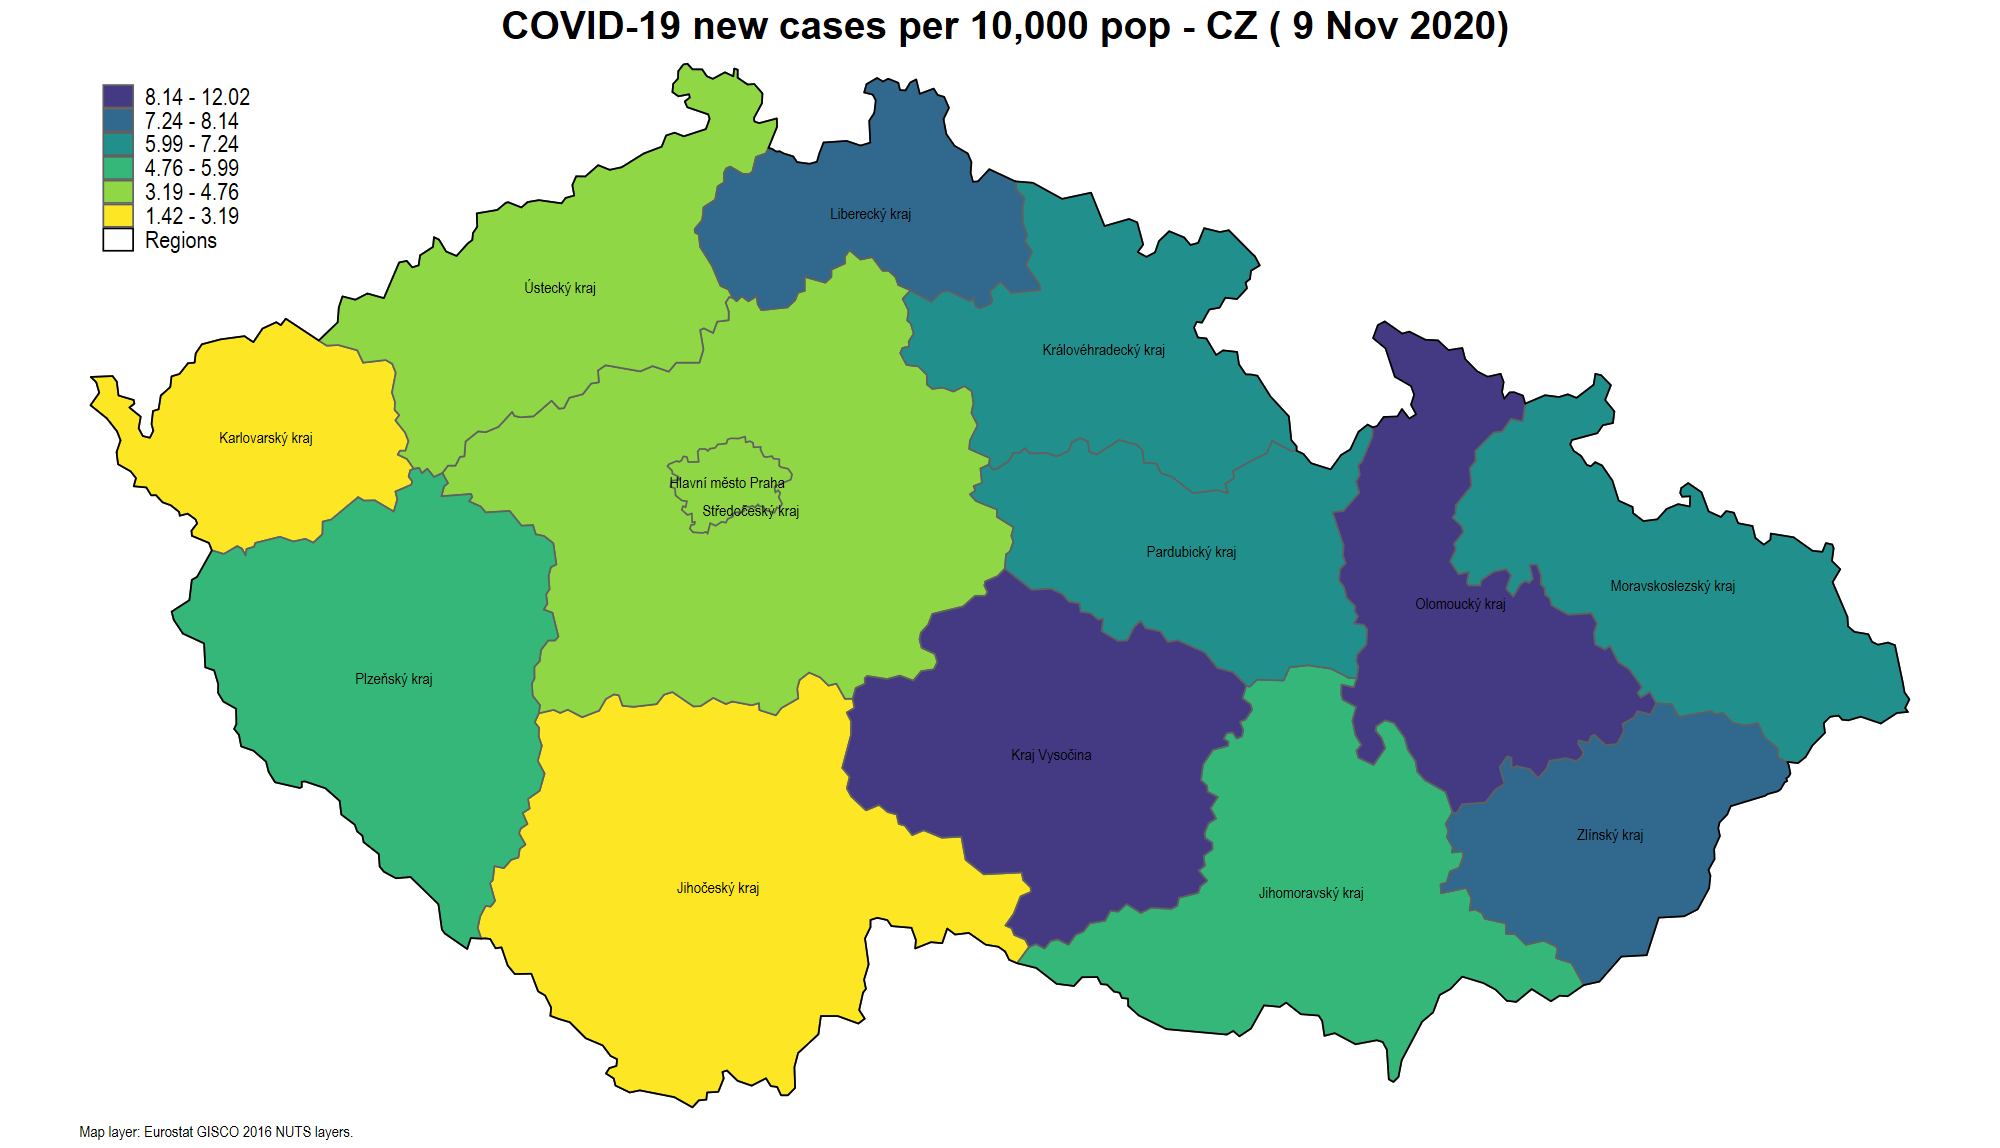 COVID-19 new cases per 10,000 pop - CZ ( 9 Nov 2020)
8.14 - 12.02
7.24 - 8.14
5.99 - 7.24
4.76 - 5.99
3.19 - 4.76
1.42 - 3.19
Regions
Liberecký kraj
Ústecký kraj
Královéhradecký kraj
Karlovarský kraj
Hlavní město Praha
Středočeský kraj
Pardubický kraj
Moravskoslezský kraj
Olomoucký kraj
Plzeňský kraj
Kraj Vysočina
Zlínský kraj
Jihočeský kraj
Jihomoravský kraj
Map layer: Eurostat GISCO 2016 NUTS layers.